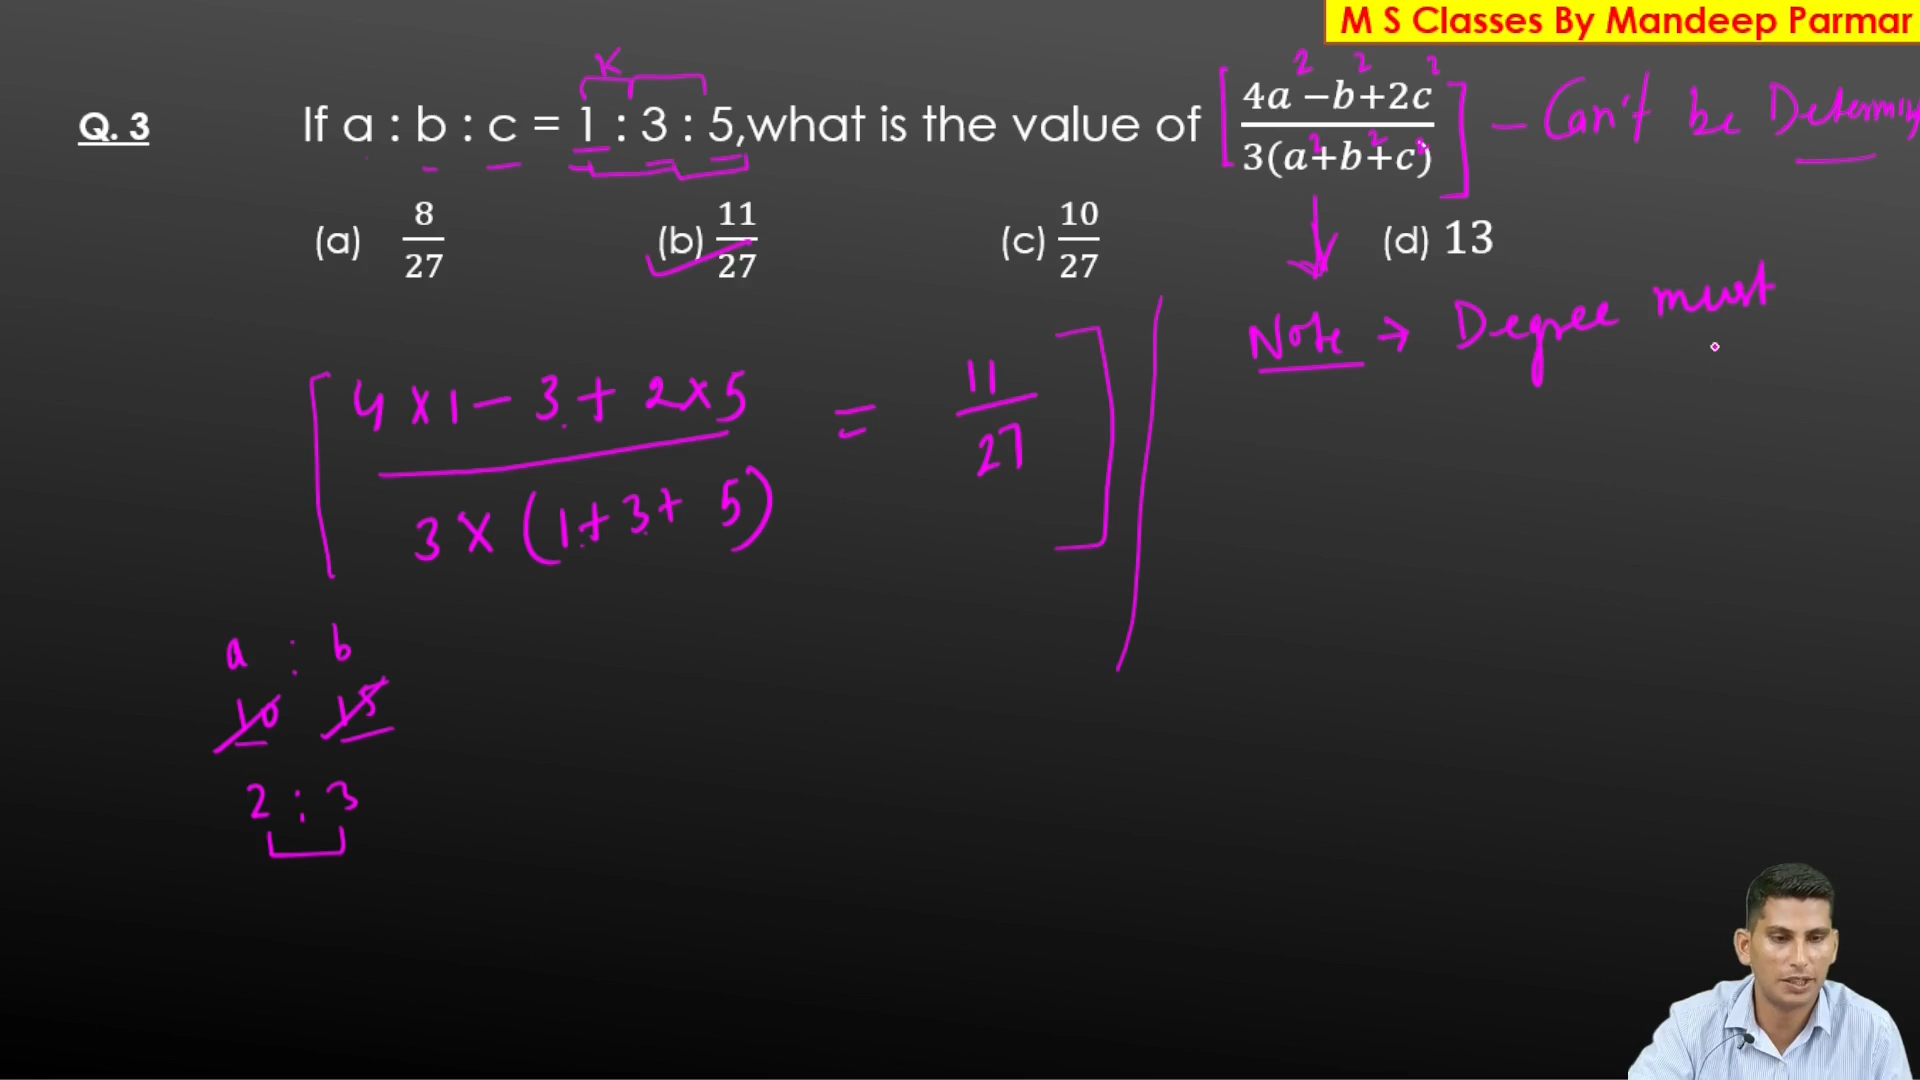 M S Classes By Mandeep Parmar
K
Q. 3 If a : b : c = 1 : 3 : 5, what is the value of [4a² − b² + 2c² / 3(a² + b² + c²)] – Can't be
(a) 8/27 (b) 11/27 (c) 10/27 (d) 13
Note → Degree must
[4 × 1 − 3 + 2 × 5 / 3 × (1 + 3 + 5) = 11/27]
a : b
10 15
2 : 3